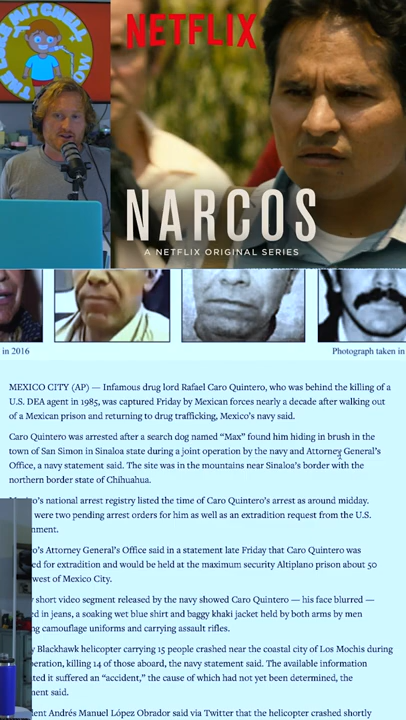 THE CODY MITCHELL
NETFLIX
NARCOS
A NETFLIX ORIGINAL SERIES
in 2016
Photograph taken in
MEXICO CITY (AP) — Infamous drug lord Rafael Caro Quintero, who was behind the killing of a
U.S. DEA agent in 1985, was captured Friday by Mexican forces nearly a decade after walking out
of a Mexican prison and returning to drug trafficking, Mexico's navy said.
Caro Quintero was arrested after a search dog named “Max” found him hiding in brush in the
town of San Simon in Sinaloa state during a joint operation by the navy and Attorney General's
Office, a navy statement said. The site was in the mountains near Sinaloa's border with the
northern border state of Chihuahua.
o's national arrest registry listed the time of Caro Quintero's arrest as around midday.
were two pending arrest orders for him as well as an extradition request from the U.S.
nment.
o's Attorney General's Office said in a statement late Friday that Caro Quintero was
ed for extradition and would be held at the maximum security Altiplano prison about 50
west of Mexico City.
short video segment released by the navy showed Caro Quintero — his face blurred —
ed in jeans, a soaking wet blue shirt and baggy khaki jacket held by both arms by men
ng camouflage uniforms and carrying assault rifles.
y Blackhawk helicopter carrying 15 people crashed near the coastal city of Los Mochis during
peration, killing 14 of those aboard, the navy statement said. The available information
ated it suffered an “accident,” the cause of which had not yet been determined, the
ment said.
dent Andrés Manuel López Obrador said via Twitter that the helicopter crashed shortly